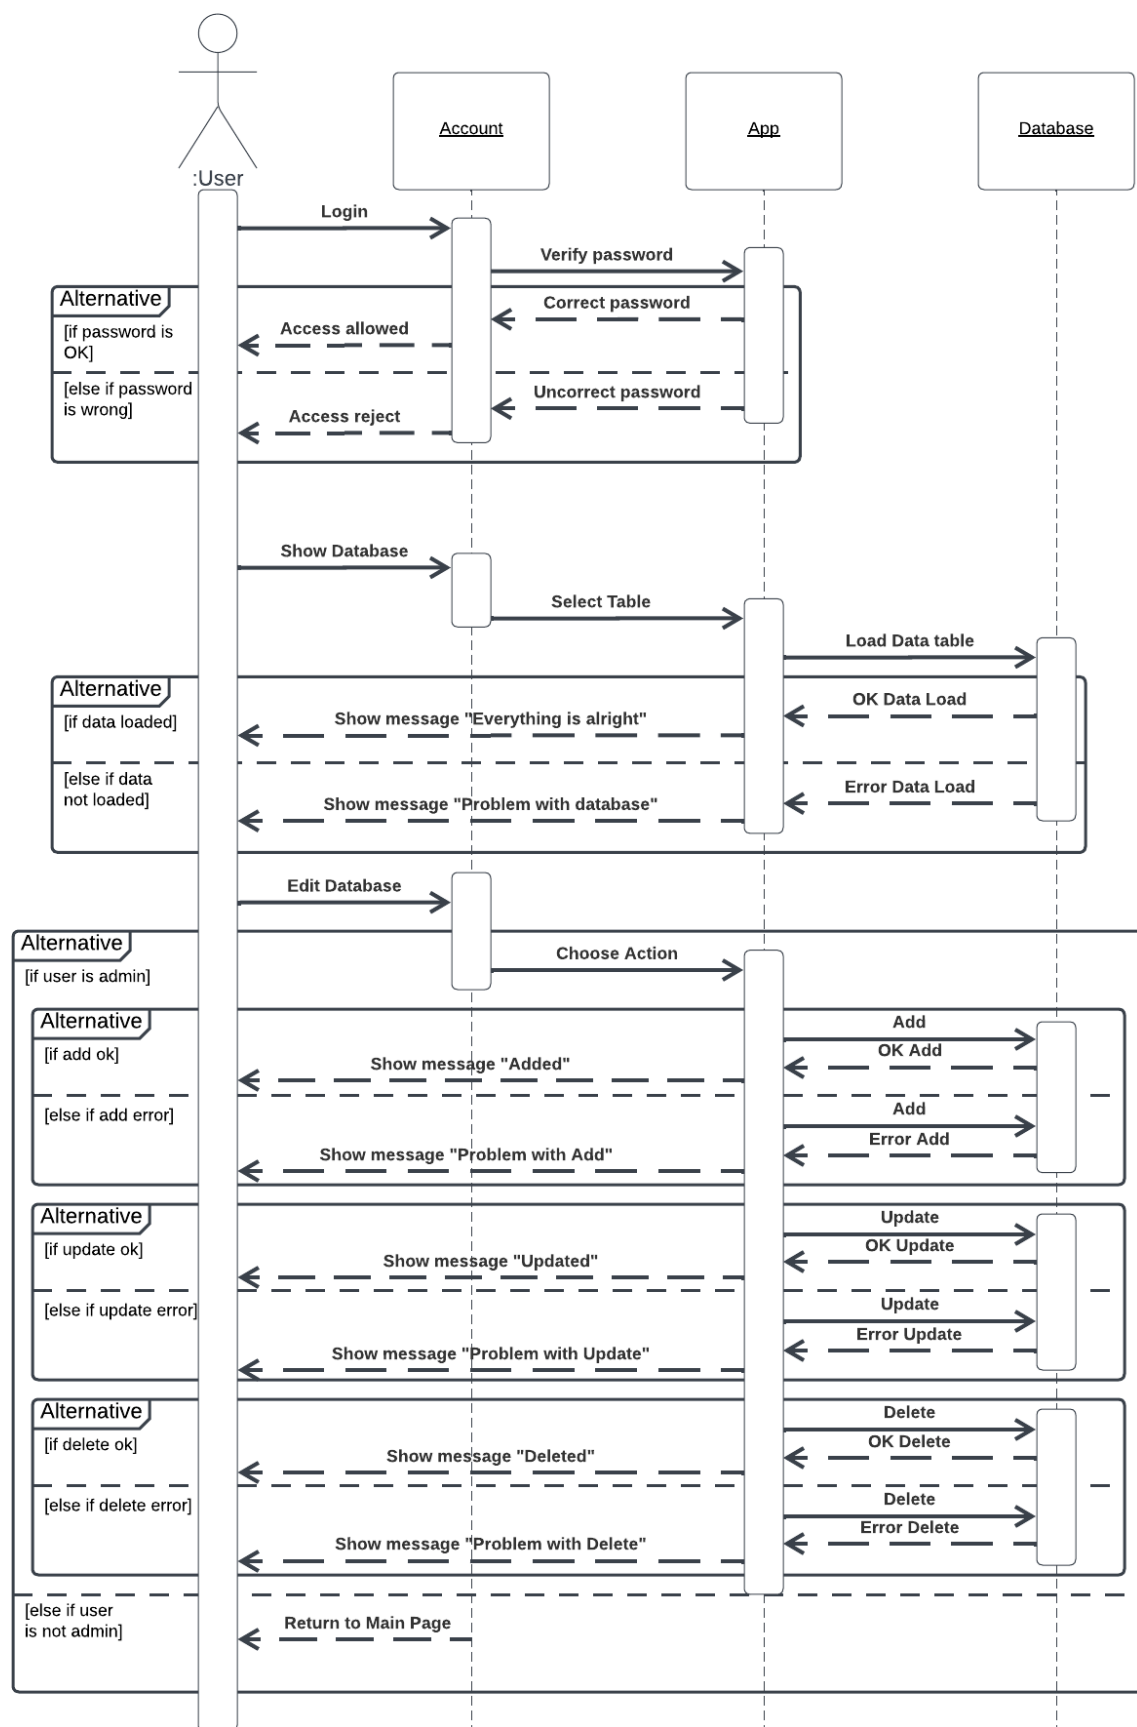 :User
Account
App
Database
Login
Verify password
Alternative
Correct password
[if password is
OK]
Access allowed
[else if password
is wrong]
Uncorrect password
Access reject
Show Database
Select Table
Load Data table
Alternative
[if data loaded]
OK Data Load
Show message "Everything is alright"
[else if data
not loaded]
Error Data Load
Show message "Problem with database"
Edit Database
Alternative
[if user is admin]
Choose Action
Alternative
Add
[if add ok]
OK Add
Show message "Added"
[else if add error]
Add
Error Add
Show message "Problem with Add"
Alternative
Update
[if update ok]
OK Update
Show message "Updated"
[else if update error]
Update
Error Update
Show message "Problem with Update"
Alternative
Delete
[if delete ok]
OK Delete
Show message "Deleted"
[else if delete error]
Delete
Error Delete
Show message "Problem with Delete"
[else if user
is not admin]
Return to Main Page